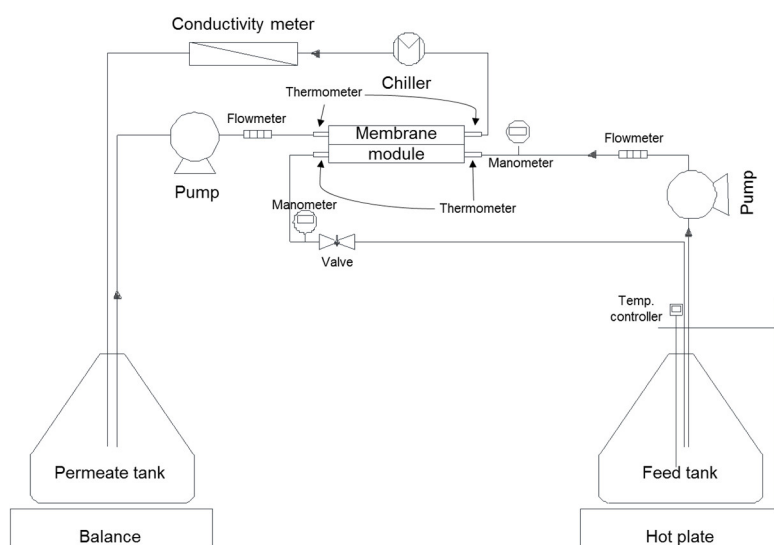 Conductivity meter
Chiller
Thermometer
Flowmeter
Membrane
module
Manometer
Flowmeter
Pump
Pump
Manometer
Thermometer
Valve
Temp.
controller
Permeate tank
Feed tank
Balance
Hot plate